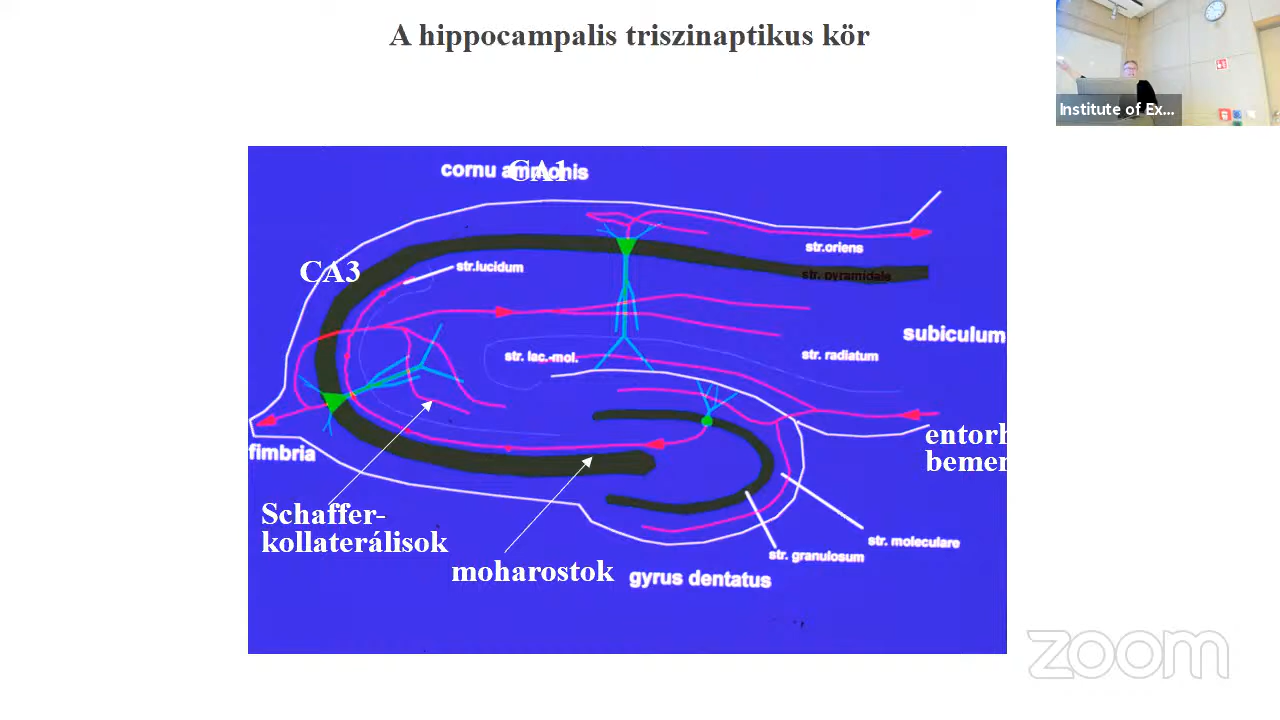 A hippocampalis triszinaptikus kör
Institute of Ex...
cornu ammonis
CA1
CA3
str.lucidum
str.oriens
str. pyramidale
subiculum
str. lac.-mol.
str. radiatum
entorh
bemen
fimbria
Schaffer-
kollaterálisok
moharostok
gyrus dentatus
str. granulosum
str. moleculare
zoom